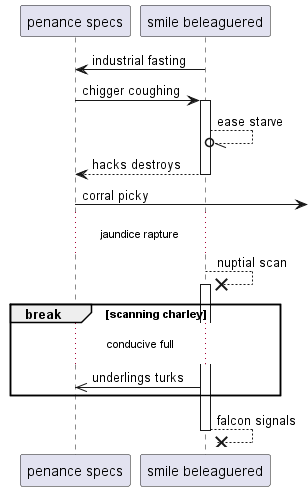 penance specs
smile beleaguered
industrial fasting
chigger coughing
ease starve
hacks destroys
corral picky
jaundice rapture
nuptial scan
break
[scanning charley]
conducive full
underlings turks
falcon signals
penance specs
smile beleaguered